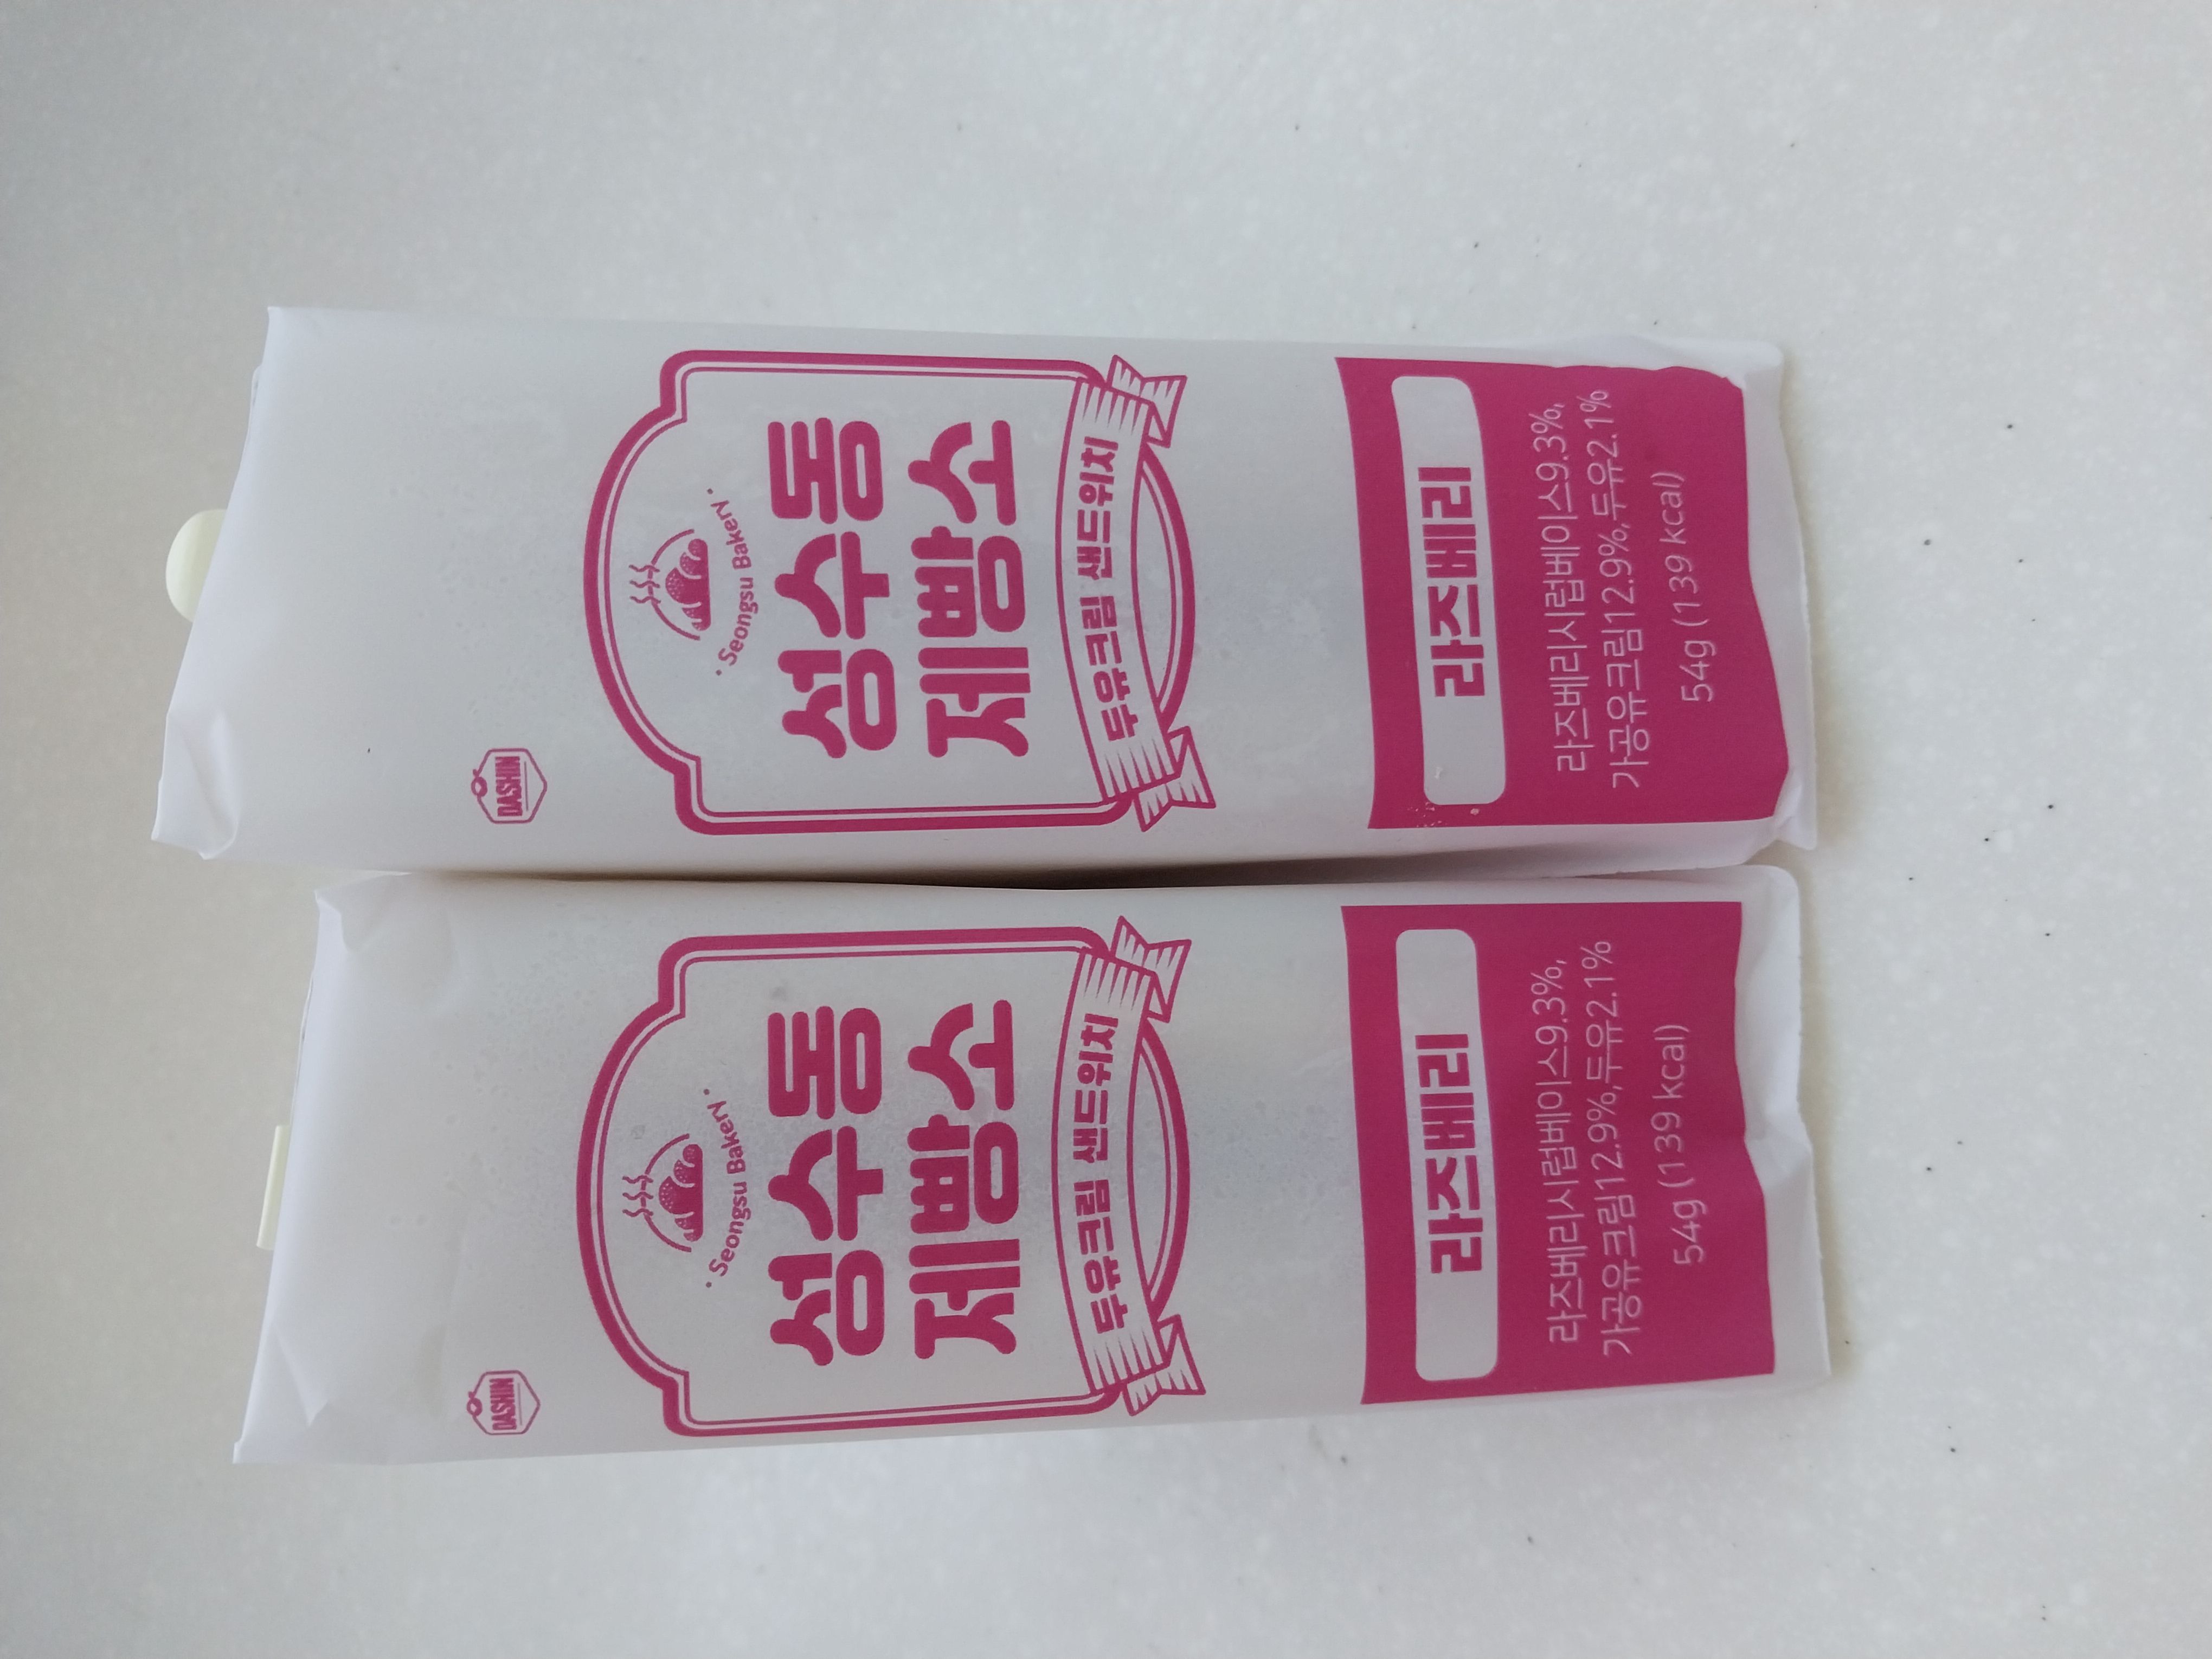 DASHIN
· Seongsu Bakery ·
성수동
제빵소
두유크림 샌드위치
라즈베리
라즈베리시럽베이스9.3%,
가공유크림12.9%,두유2.1%
54g (139 kcal)
DASHIN
· Seongsu Bakery ·
성수동
제빵소
두유크림 샌드위치
라즈베리
라즈베리시럽베이스9.3%,
가공유크림12.9%,두유2.1%
54g (139 kcal)